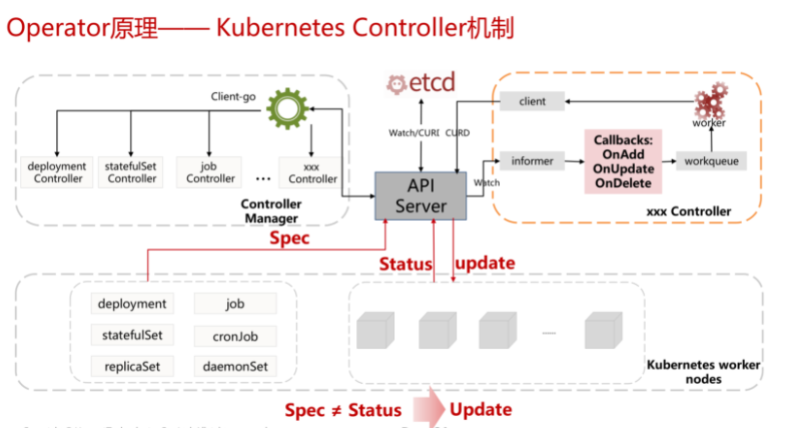 Operator原理—— Kubernetes Controller机制
Client-go
deployment
Controller
statefulSet
Controller
job
Controller
...
xxx
Controller
Controller
Manager
etcd
Watch/CURI
CURD
API
Server
Watch
client
informer
Callbacks:
OnAdd
OnUpdate
OnDelete
worker
workqueue
xxx Controller
Spec
Status
update
deployment
job
statefulSet
cronJob
replicaSet
daemonSet
Kubernetes worker
nodes
Spec ≠ Status
Update